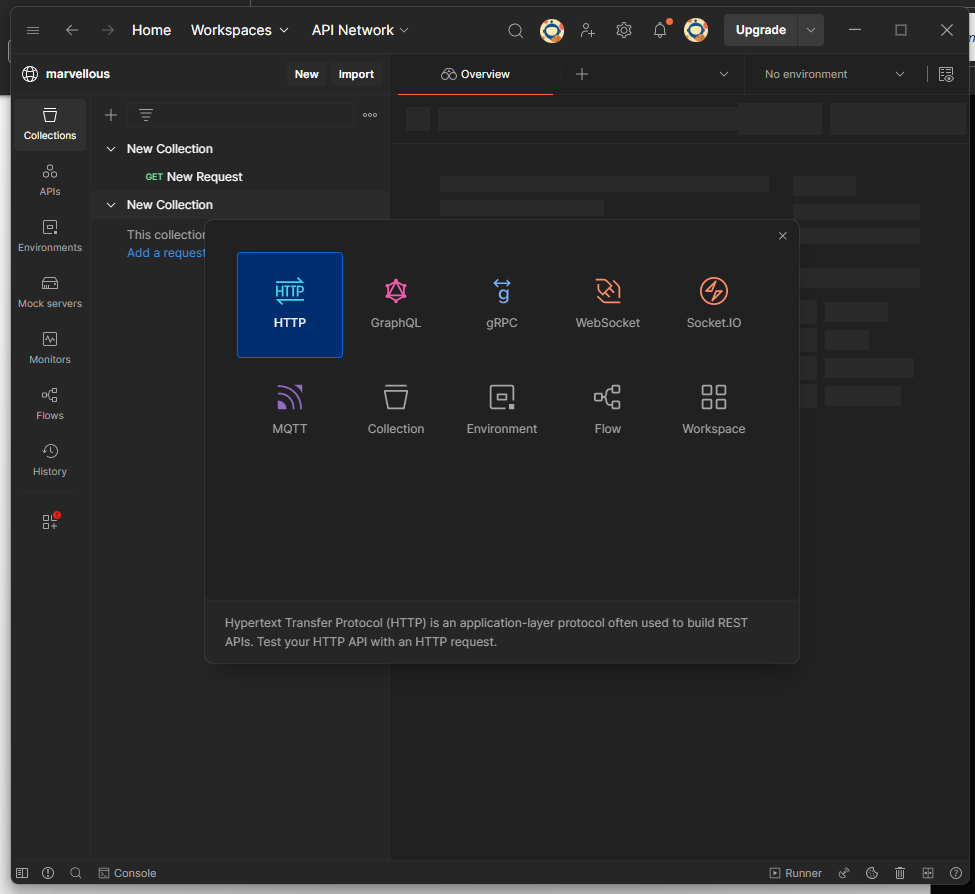 Home Workspaces API Network Upgrade
marvellous New Import Overview No environment
Collections
New Collection
GET New Request
APIs
New Collection
This collection
Add a request
Environments
Mock servers
Monitors
Flows
History
HTTP
HTTP GraphQL gRPC WebSocket Socket.IO
MQTT Collection Environment Flow Workspace
Hypertext Transfer Protocol (HTTP) is an application-layer protocol often used to build REST
APIs. Test your HTTP API with an HTTP request.
Console Runner